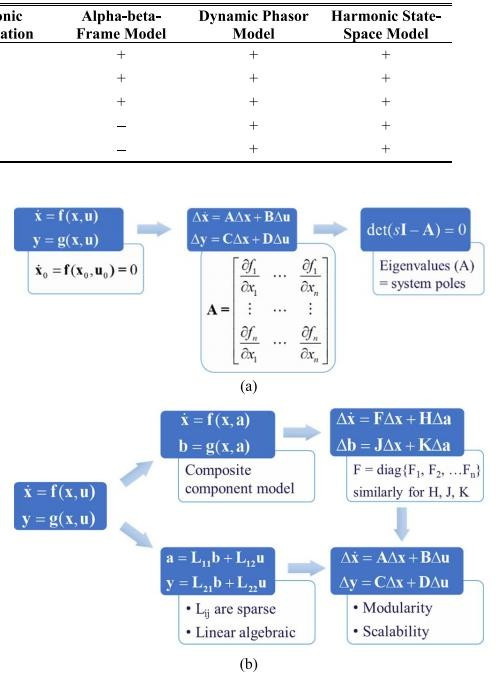 onic Alpha-beta- Dynamic Phasor Harmonic State-
ation Frame Model Model Space Model
+ + +
+ + +
+ + +
– + +
– + +
ẋ = f(x,u)
y = g(x,u)
ẋ₀ = f(x₀,u₀) = 0
Δẋ = AΔx + BΔu
Δy = CΔx + DΔu
A = [∂f₁/∂x₁ … ∂f₁/∂xₙ
⋮ … ⋮
∂fₙ/∂x₁ … ∂fₙ/∂xₙ]
det(sI – A) = 0
Eigenvalues (A)
= system poles
(a)
ẋ = f(x,u)
y = g(x,u)
ẋ = f(x,a)
b = g(x,a)
Composite
component model
Δẋ = FΔx + HΔa
Δb = JΔx + KΔa
F = diag{F₁, F₂, …Fₙ}
similarly for H, J, K
a = L₁₁b + L₁₂u
y = L₂₁b + L₂₂u
• Lᵢⱼ are sparse
• Linear algebraic
Δẋ = AΔx + BΔu
Δy = CΔx + DΔu
• Modularity
• Scalability
(b)